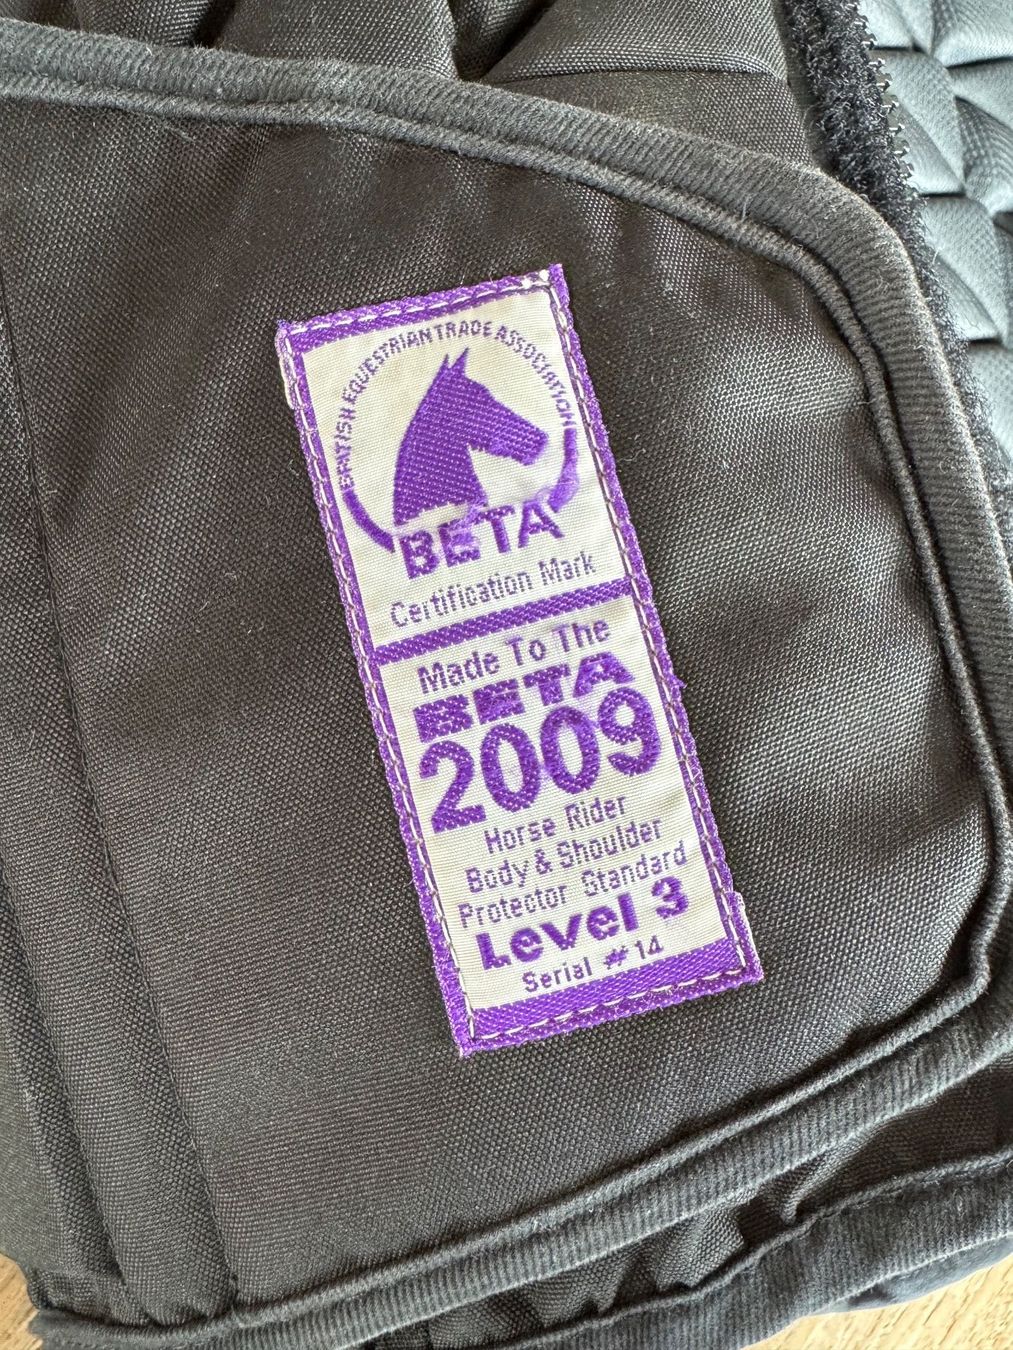 BRITISH EQUESTRIAN TRADE ASSOCIATION
BETA
Certification Mark
Made To The
BETA
2009
Horse Rider
Body & Shoulder
Protector Standard
Level 3
Serial # 14